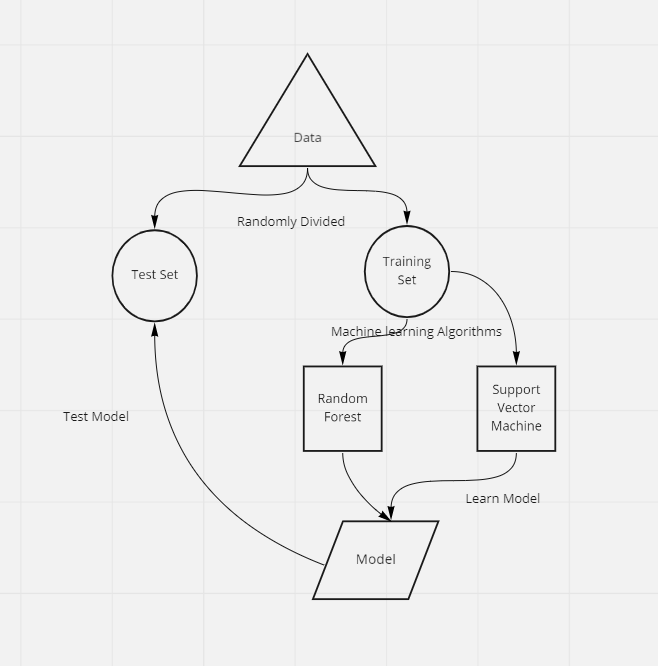 Data
Randomly Divided
Test Set
Training
Set
Machine learning Algorithms
Random
Forest
Support
Vector
Machine
Test Model
Learn Model
Model